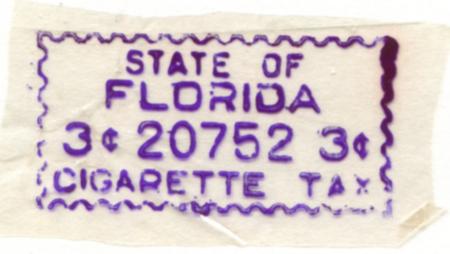 STATE OF
FLORIDA
3¢ 20752 3¢
CIGARETTE TAX